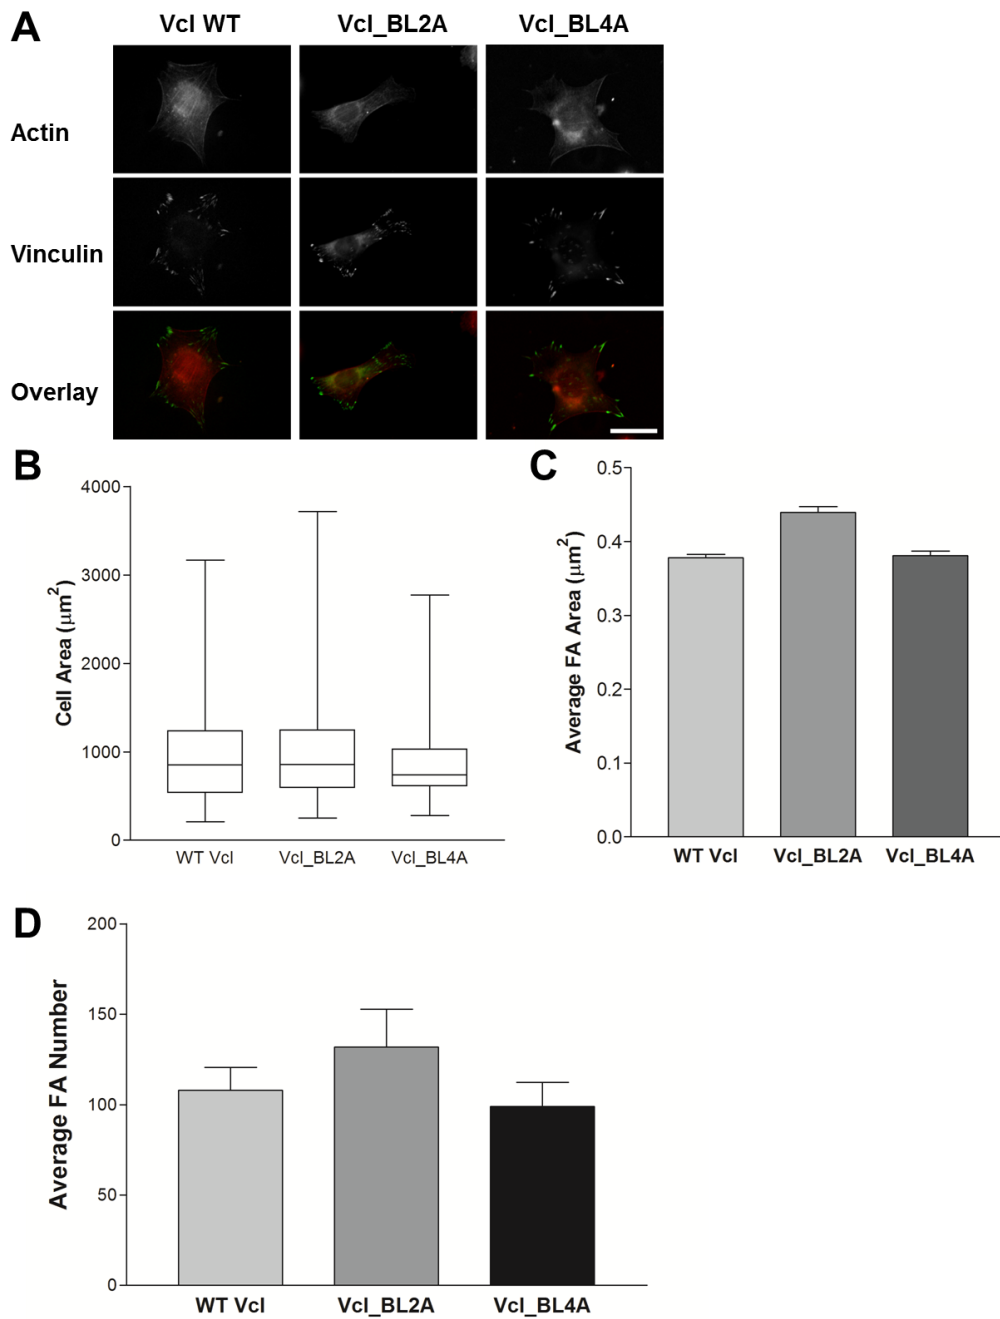 A
Vcl WT Vcl_BL2A Vcl_BL4A
Actin
Vinculin
Overlay
B
Cell Area (μm²)
4000
3000
2000
1000
0
WT Vcl Vcl_BL2A Vcl_BL4A
C
Average FA Area (μm²)
0.5
0.4
0.3
0.2
0.1
0.0
WT Vcl Vcl_BL2A Vcl_BL4A
D
Average FA Number
200
150
100
50
0
WT Vcl Vcl_BL2A Vcl_BL4A